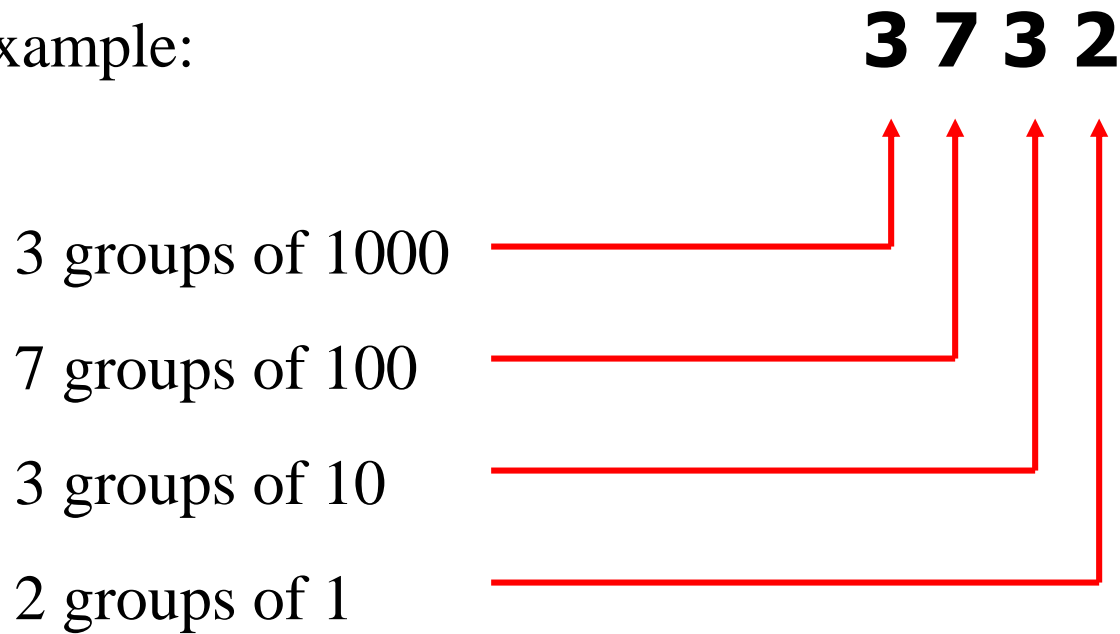 xample: 3 7 3 2
3 groups of 1000
7 groups of 100
3 groups of 10
2 groups of 1